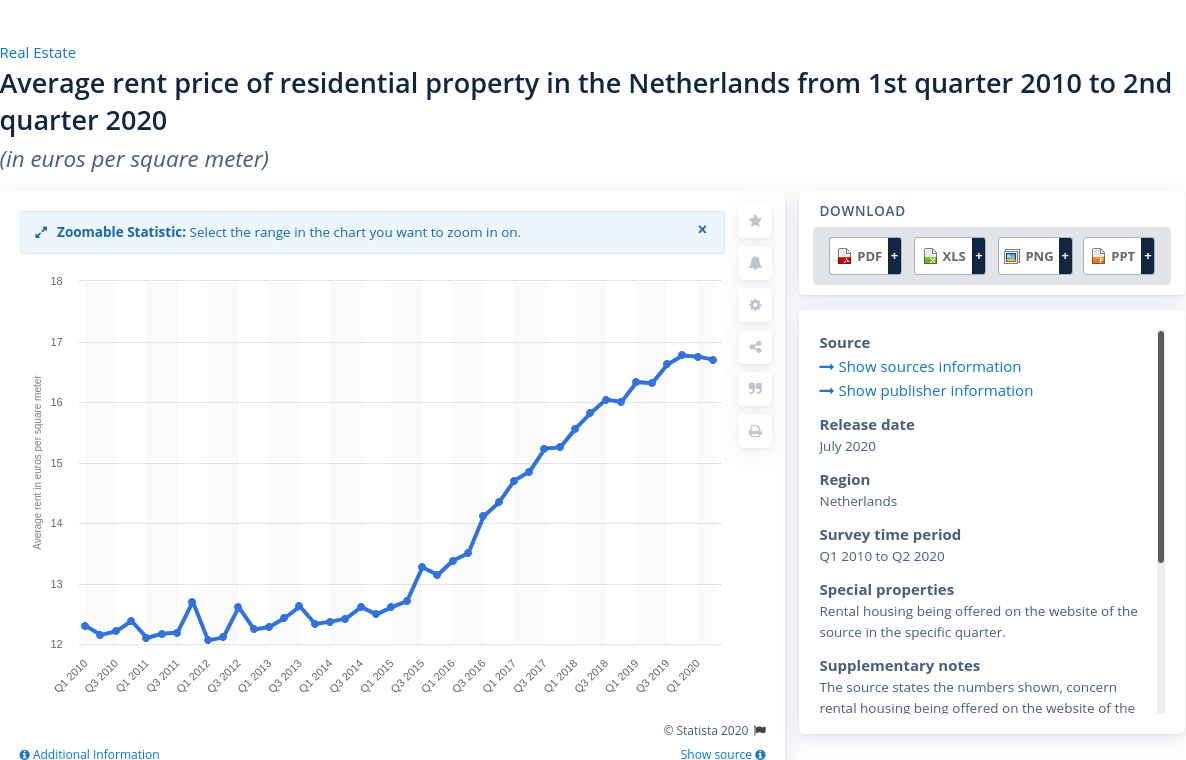 Real Estate
Average rent price of residential property in the Netherlands from 1st quarter 2010 to 2nd
quarter 2020
(in euros per square meter)
Zoomable Statistic: Select the range in the chart you want to zoom in on.
×
18
17
16
15
14
13
12
Average rent in euros per square meter
Q1 2010
Q3 2010
Q1 2011
Q3 2011
Q1 2012
Q3 2012
Q1 2013
Q3 2013
Q1 2014
Q3 2014
Q1 2015
Q3 2015
Q1 2016
Q3 2016
Q1 2017
Q3 2017
Q1 2018
Q3 2018
Q1 2019
Q3 2019
Q1 2020
© Statista 2020
Additional Information
Show source
DOWNLOAD
PDF + XLS + PNG + PPT +
Source
Show sources information
Show publisher information
Release date
July 2020
Region
Netherlands
Survey time period
Q1 2010 to Q2 2020
Special properties
Rental housing being offered on the website of the
source in the specific quarter.
Supplementary notes
The source states the numbers shown, concern
rental housing being offered on the website of the